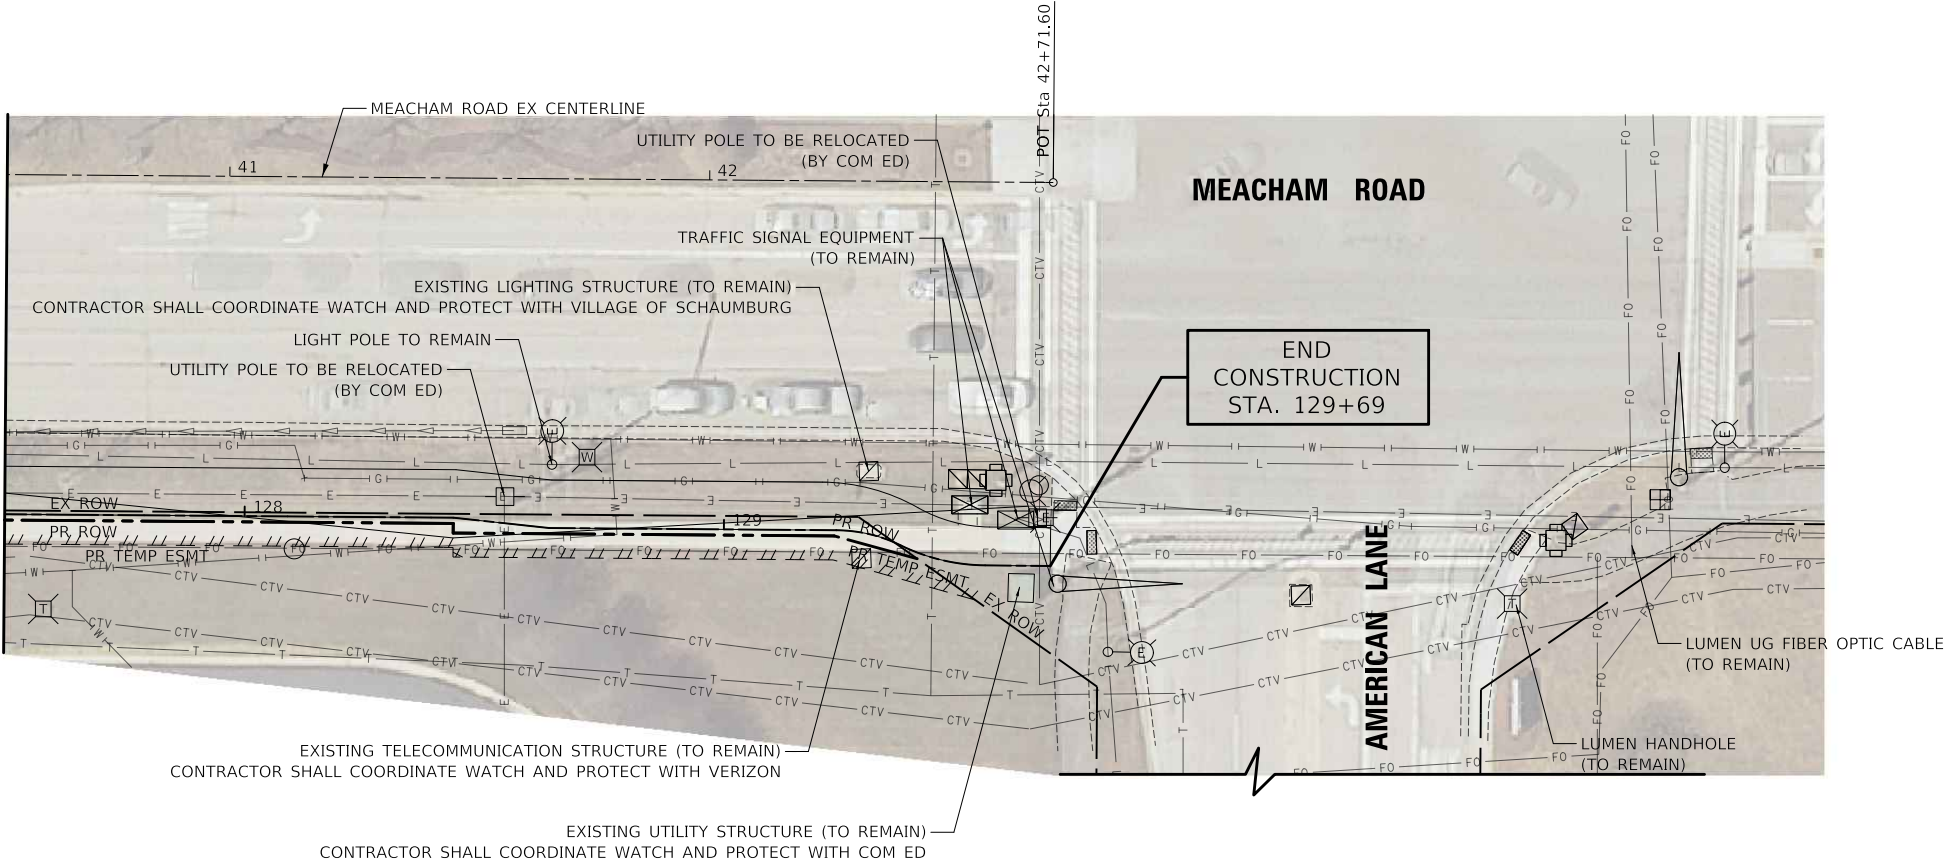 POT Sta 42+71.60
MEACHAM ROAD EX CENTERLINE
UTILITY POLE TO BE RELOCATED
(BY COM ED)
41
42
MEACHAM ROAD
TRAFFIC SIGNAL EQUIPMENT
(TO REMAIN)
EXISTING LIGHTING STRUCTURE (TO REMAIN)
CONTRACTOR SHALL COORDINATE WATCH AND PROTECT WITH VILLAGE OF SCHAUMBURG
LIGHT POLE TO REMAIN
UTILITY POLE TO BE RELOCATED
(BY COM ED)
END
CONSTRUCTION
STA. 129+69
EX ROW
128
129
PR ROW
PR ROW
PR TEMP ESMT
PR TEMP ESMT
EX ROW
AMERICAN LANE
LUMEN UG FIBER OPTIC CABLE
(TO REMAIN)
LUMEN HANDHOLE
(TO REMAIN)
EXISTING TELECOMMUNICATION STRUCTURE (TO REMAIN)
CONTRACTOR SHALL COORDINATE WATCH AND PROTECT WITH VERIZON
EXISTING UTILITY STRUCTURE (TO REMAIN)
CONTRACTOR SHALL COORDINATE WATCH AND PROTECT WITH COM ED